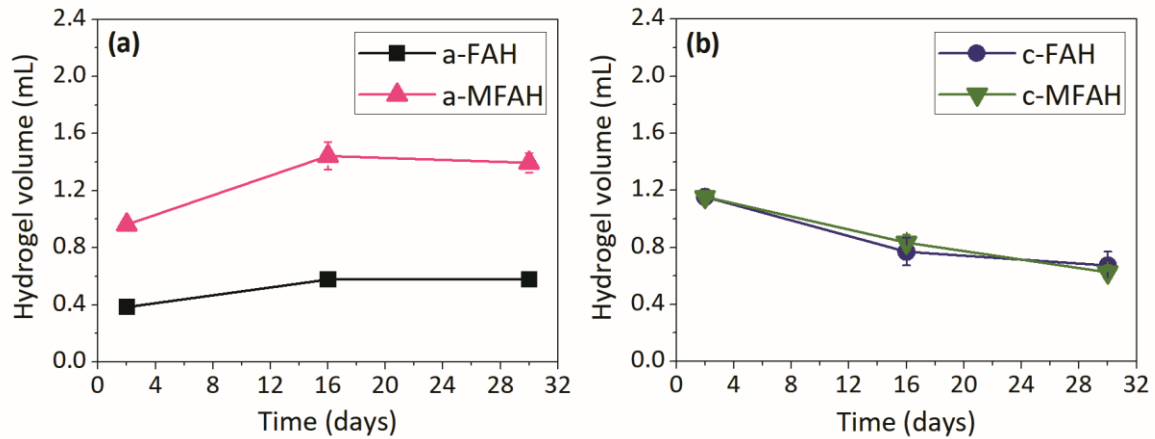 (a)
a-FAH
a-MFAH
Hydrogel volume (mL)
2.4
2.0
1.6
1.2
0.8
0.4
0.0
0 4 8 12 16 20 24 28 32
Time (days)
(b)
c-FAH
c-MFAH
Hydrogel volume (mL)
2.4
2.0
1.6
1.2
0.8
0.4
0.0
0 4 8 12 16 20 24 28 32
Time (days)